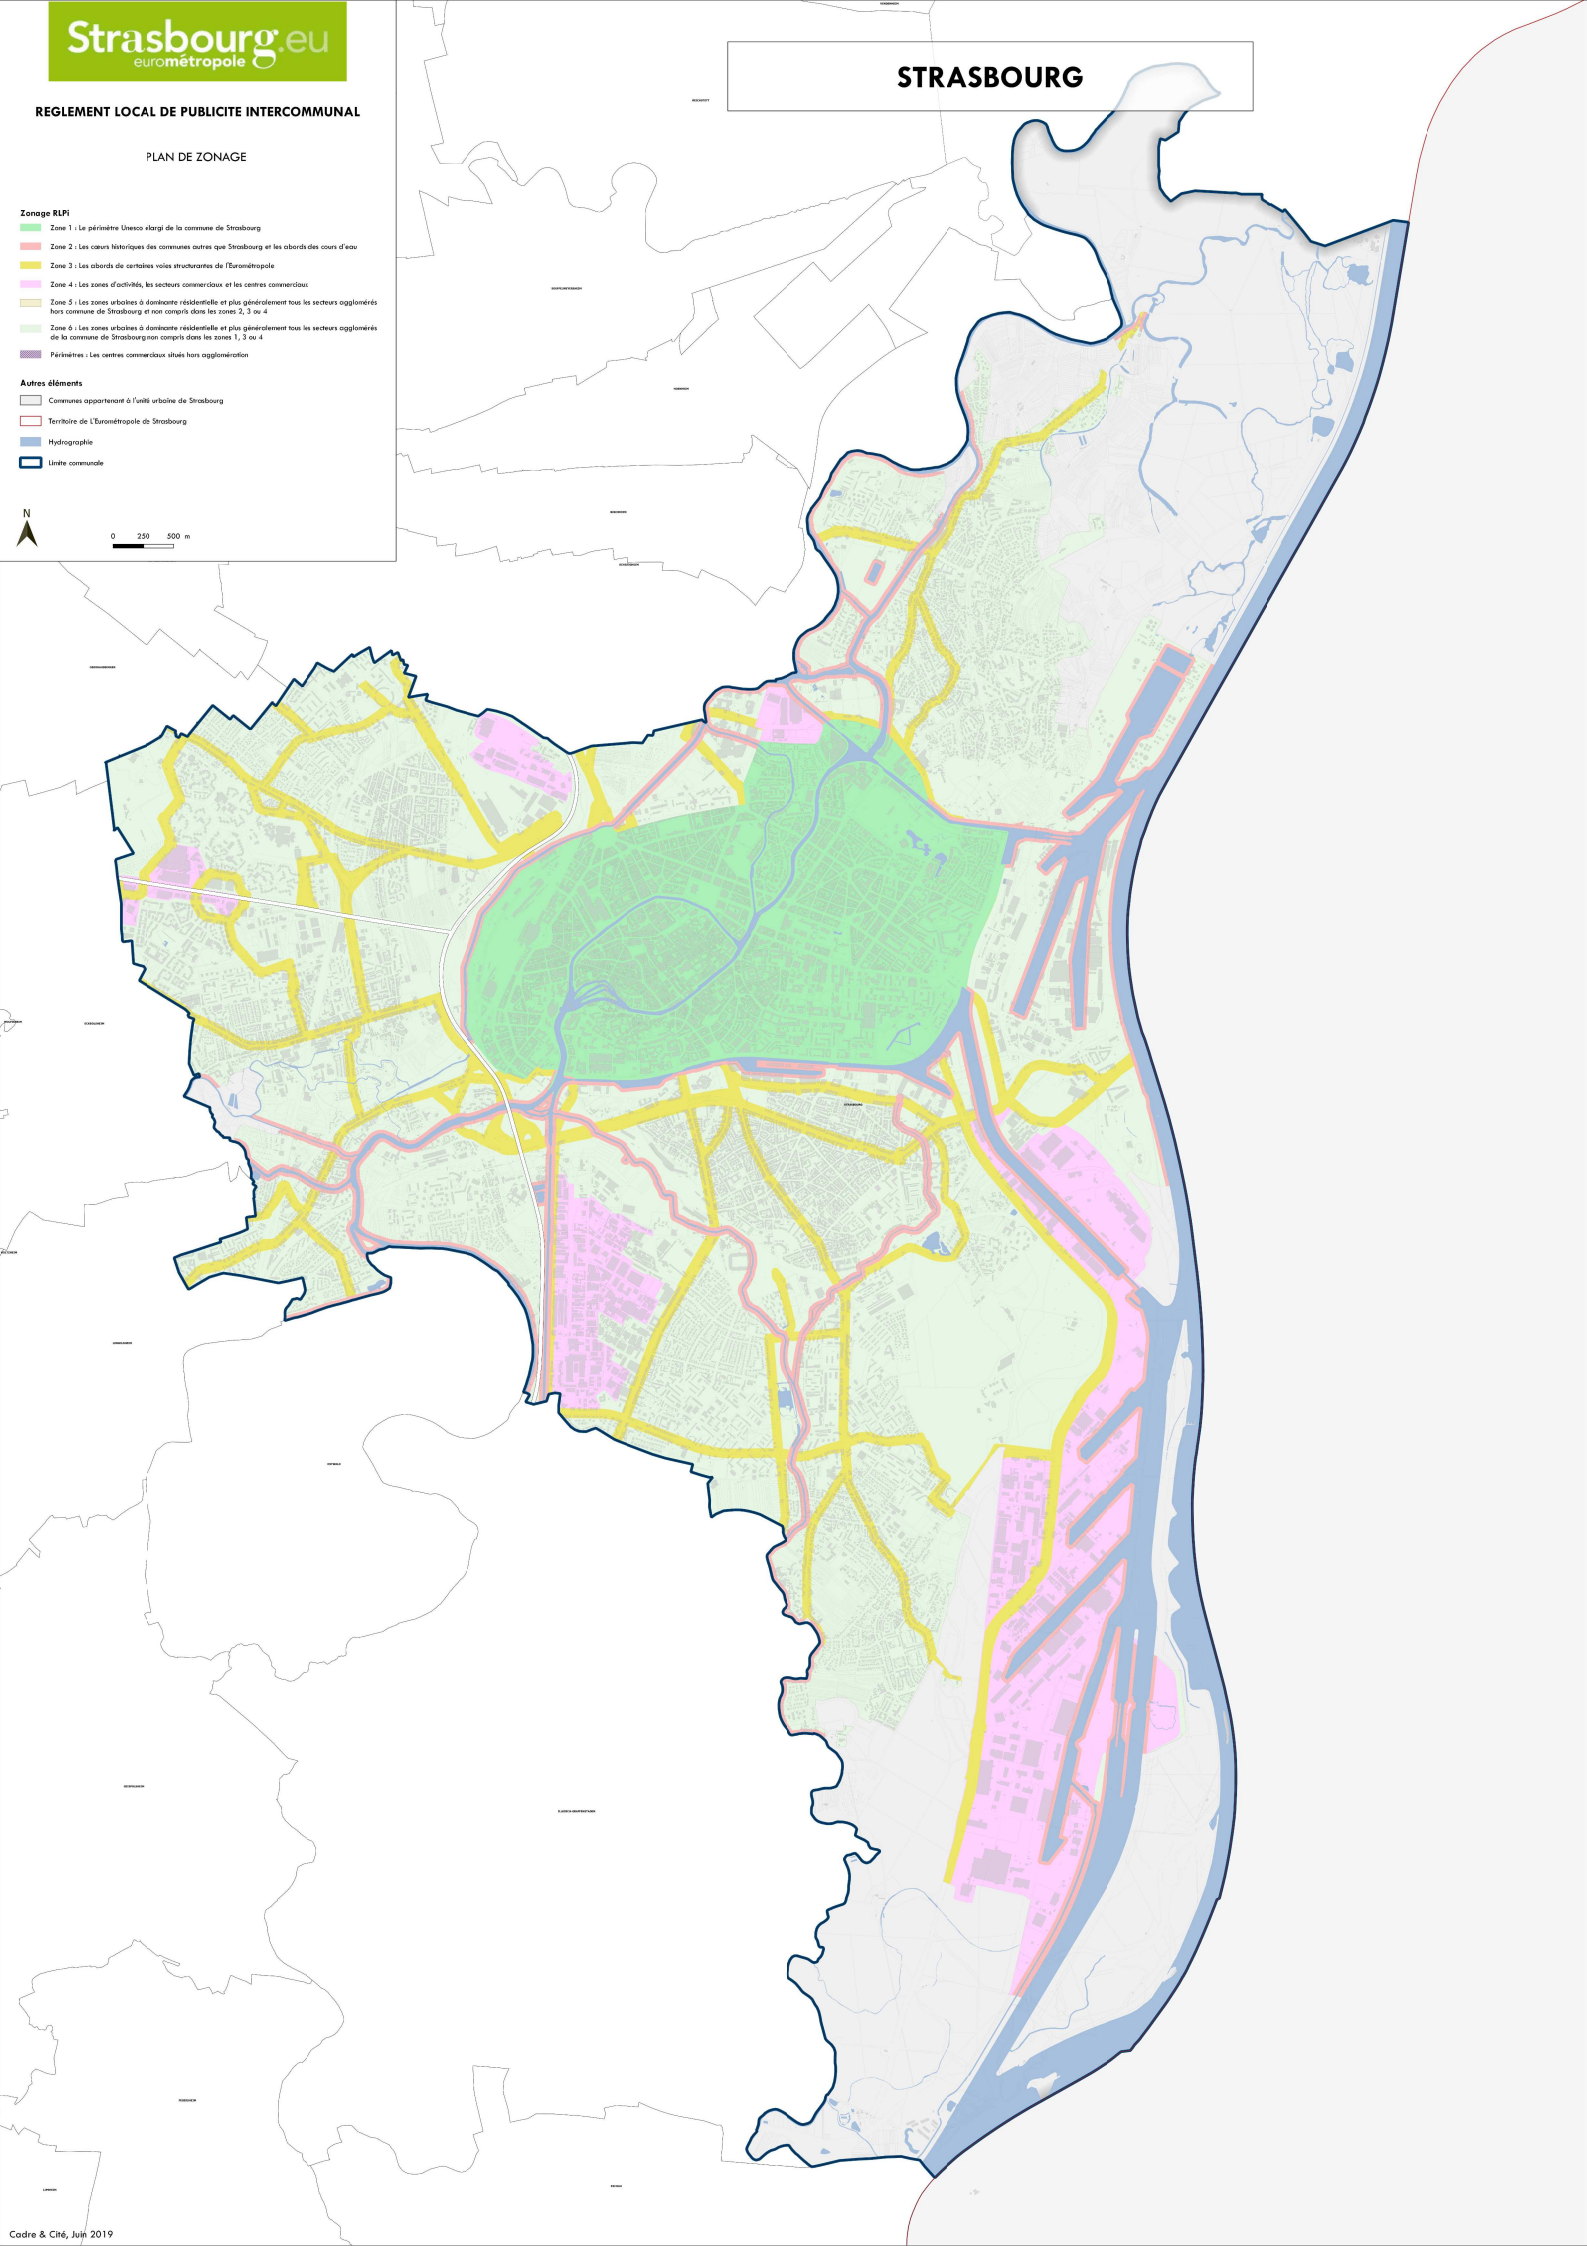 Strasbourg.eu
eurométropole
REGLEMENT LOCAL DE PUBLICITE INTERCOMMUNAL
PLAN DE ZONAGE
STRASBOURG
Zonage RLPi
Zone 1 : Le périmètre Unesco élargi de la commune de Strasbourg
Zone 2 : Les cœurs historiques des communes autres que Strasbourg et les abords des cours d'eau
Zone 3 : Les abords de certaines voies structurantes de l'Eurométropole
Zone 4 : Les zones d'activités, les secteurs commerciaux et les centres commerciaux
Zone 5 : Les zones urbaines à dominante résidentielle et plus généralement tous les secteurs agglomérés
hors commune de Strasbourg et non compris dans les zones 2, 3 ou 4
Zone 6 : Les zones urbaines à dominante résidentielle et plus généralement tous les secteurs agglomérés
de la commune de Strasbourg non compris dans les zones 1, 3 ou 4
Périmètres : Les centres commerciaux situés hors agglomération
Autres éléments
Communes appartenant à l'unité urbaine de Strasbourg
Territoire de L'Eurométropole de Strasbourg
Hydrographie
Limite communale
N
0 250 500 m
STRASBOURG
Cadre & Cité, Juin 2019